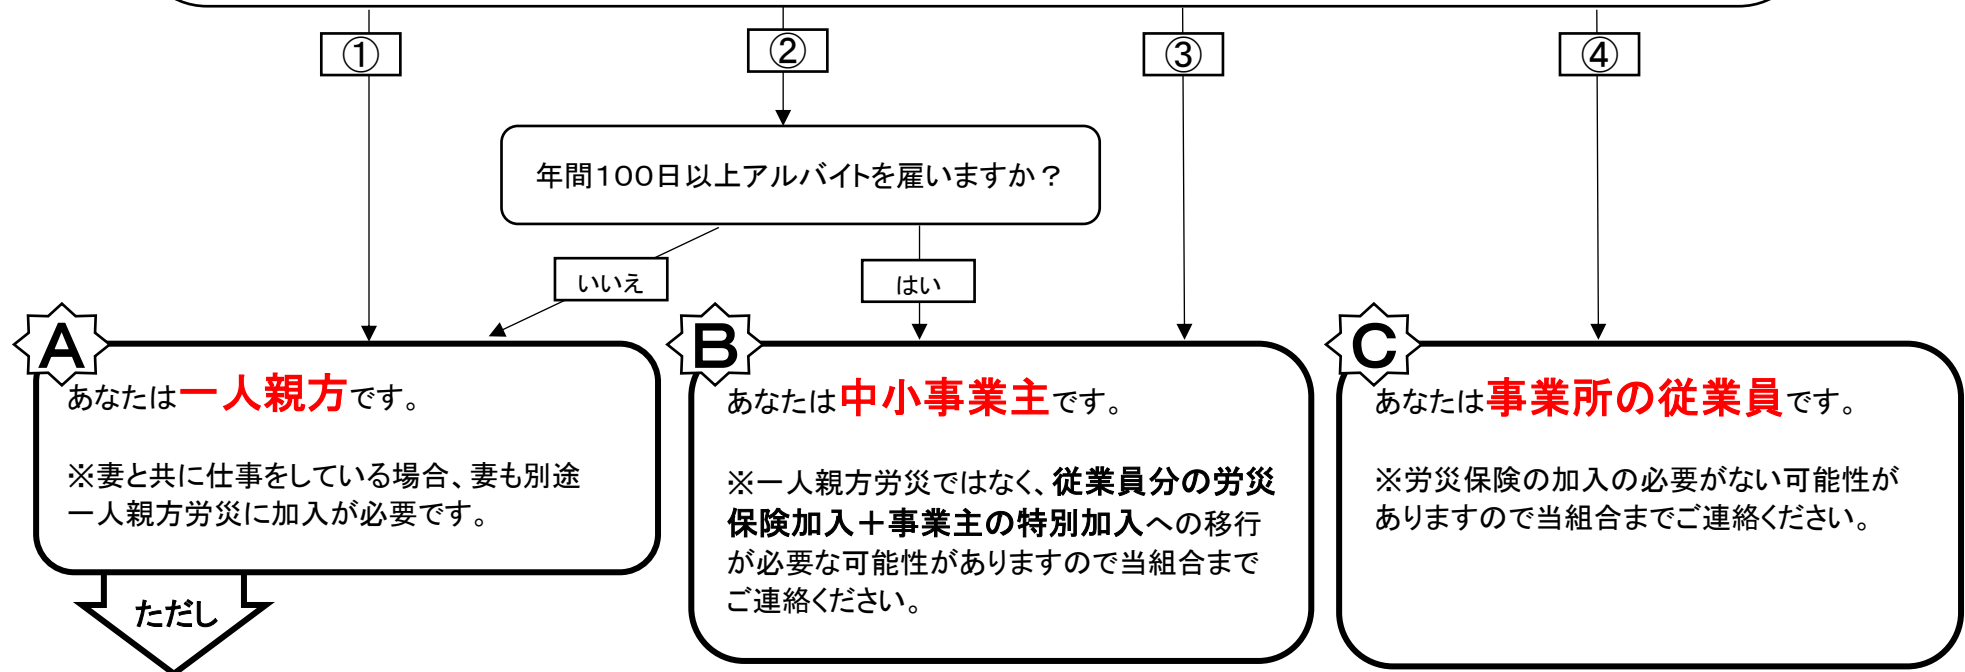 ①
②
③
④
年間100日以上アルバイトを雇いますか？
いいえ
はい
A
あなたは一人親方です。
※妻と共に仕事をしている場合、妻も別途
一人親方労災に加入が必要です。
ただし
B
あなたは中小事業主です。
※一人親方労災ではなく、従業員分の労災
保険加入＋事業主の特別加入への移行
が必要な可能性がありますので当組合まで
ご連絡ください。
C
あなたは事業所の従業員です。
※労災保険の加入の必要がない可能性が
ありますので当組合までご連絡ください。